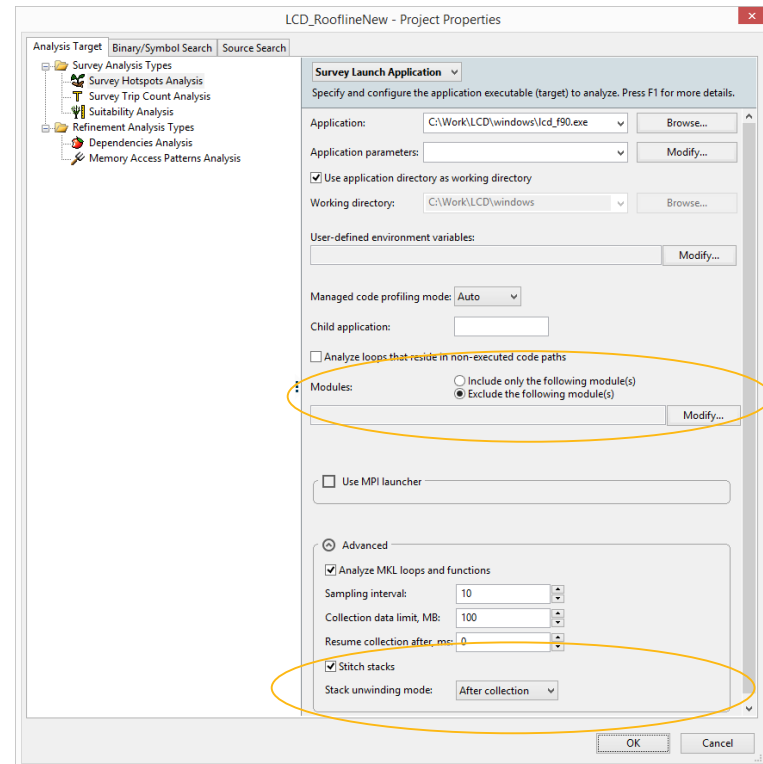 LCD_RooflineNew - Project Properties
Analysis Target Binary/Symbol Search Source Search
Survey Analysis Types
Survey Hotspots Analysis
Survey Trip Count Analysis
Suitability Analysis
Refinement Analysis Types
Dependencies Analysis
Memory Access Patterns Analysis
Survey Launch Application
Specify and configure the application executable (target) to analyze. Press F1 for more details.
Application: C:\Work\LCD\windows\lcd_f90.exe Browse...
Application parameters: Modify...
Use application directory as working directory
Working directory: C:\Work\LCD\windows Browse...
User-defined environment variables:
Modify...
Managed code profiling mode: Auto
Child application:
Analyze loops that reside in non-executed code paths
Modules: Include only the following module(s)
Exclude the following module(s)
Modify...
Use MPI launcher
Advanced
Analyze MKL loops and functions
Sampling interval: 10
Collection data limit, MB: 100
Resume collection after, ms: 0
Stitch stacks
Stack unwinding mode: After collection
OK Cancel